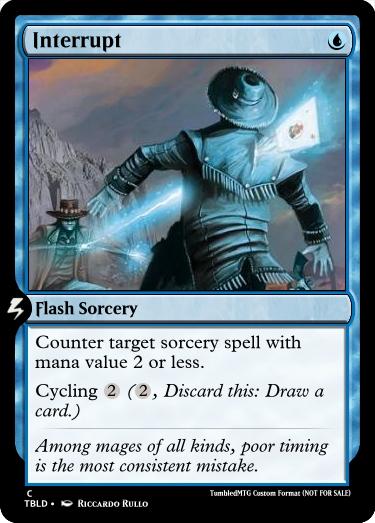 Interrupt
Flash Sorcery
Counter target sorcery spell with
mana value 2 or less.
Cycling 2 (2, Discard this: Draw a
card.)
Among mages of all kinds, poor timing
is the most consistent mistake.
C
TBLD • Riccardo Rullo
TumbledMTG Custom Format (NOT FOR SALE)